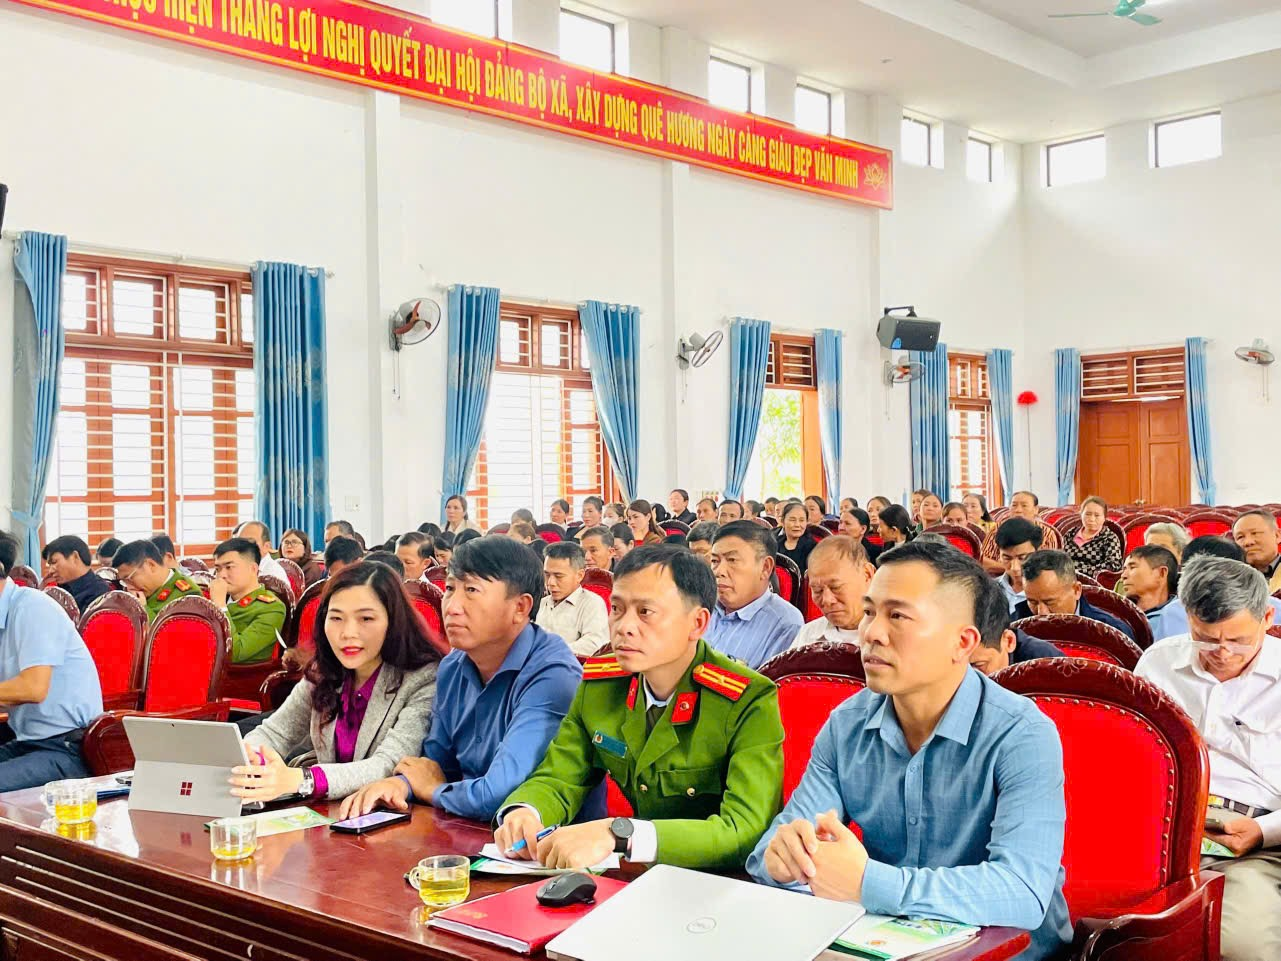 HIỆN THẮNG LỢI NGHỊ QUYẾT ĐẠI HỘI ĐẢNG BỘ XÃ, XÂY DỰNG QUÊ HƯƠNG NGÀY CÀNG GIÀU ĐẸP VĂN MINH
DELL